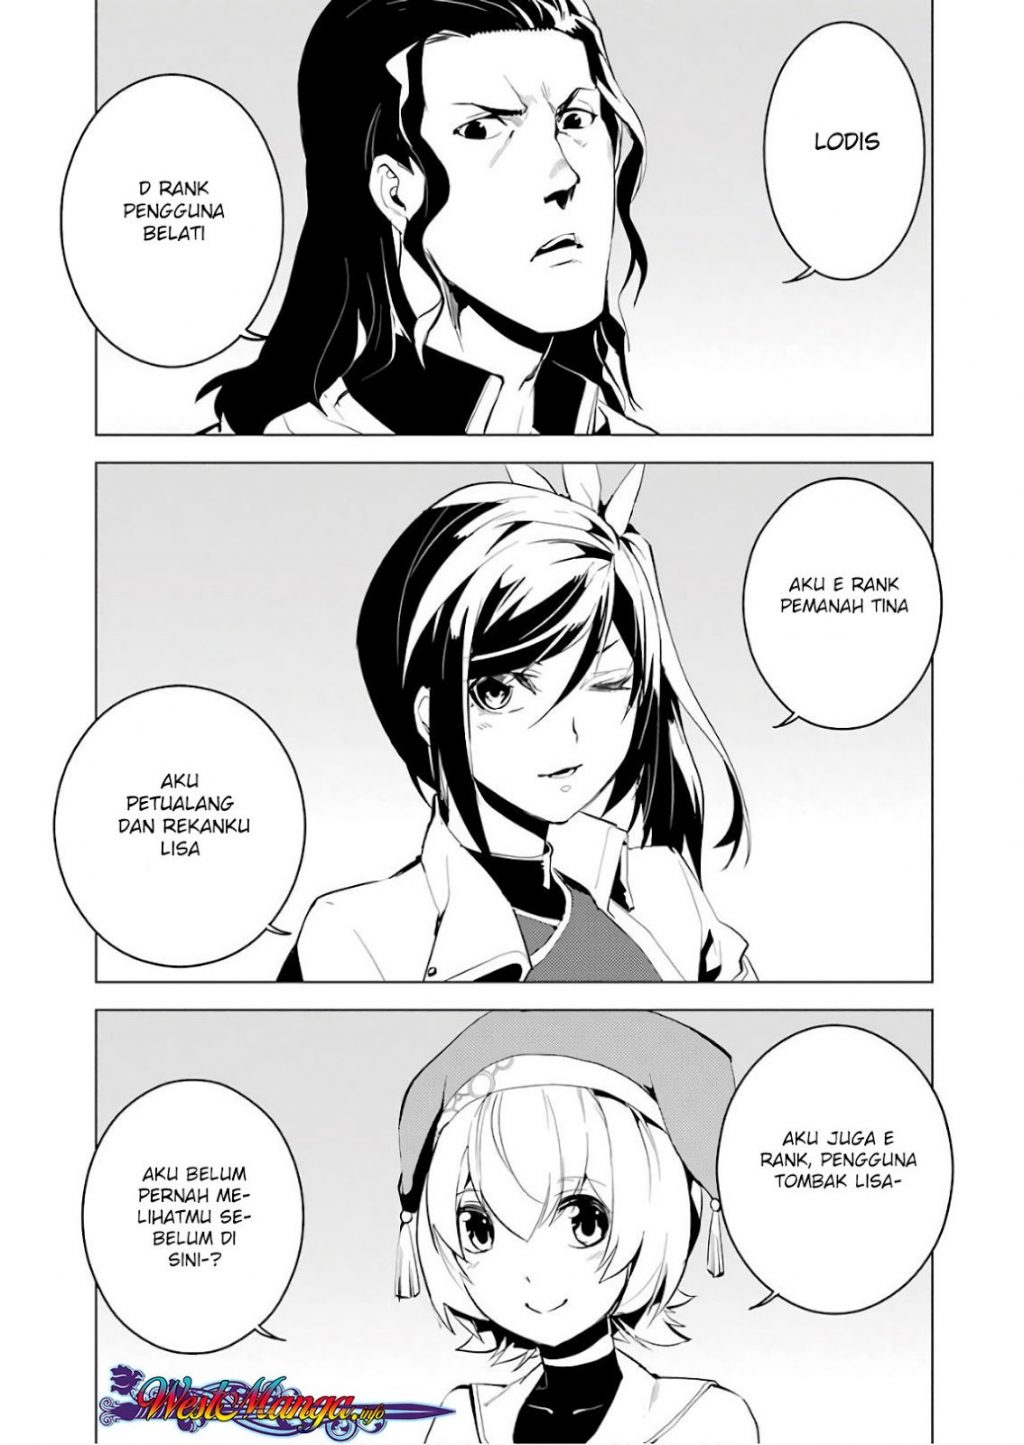 LODIS
D RANK
PENGGUNA
BELATI
AKU E RANK
PEMANAH TINA
AKU
PETUALANG
DAN REKANKU
LISA
AKU JUGA E
RANK, PENGGUNA
TOMBAK LISA-
AKU BELUM
PERNAH ME-
LIHATMU SE-
BELUM DI
SINI-?
WestManga.info